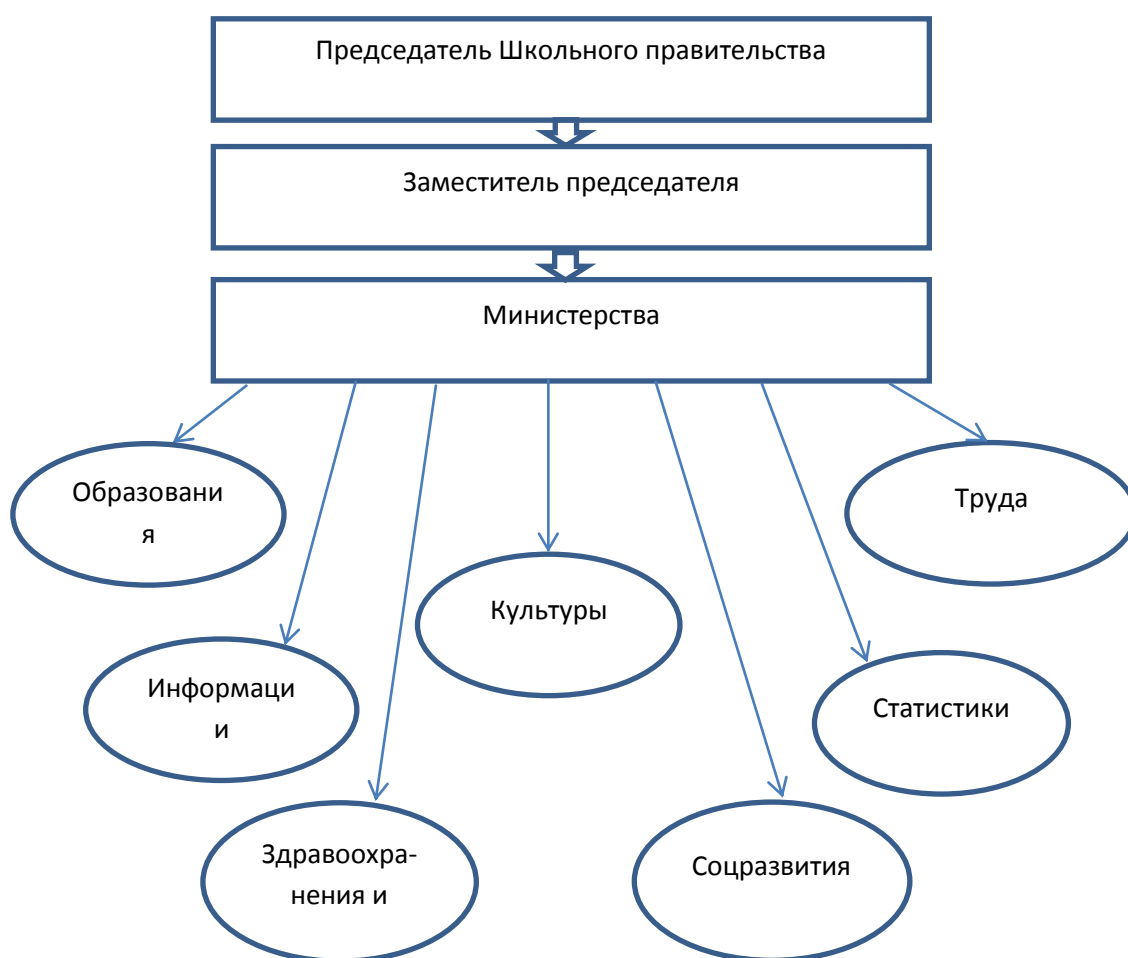 Председатель Школьного правительства
Заместитель председателя
Министерства
Образовани
я
Труда
Культуры
Информаци
и
Статистики
Здравоохра-
нения и
Соцразвития